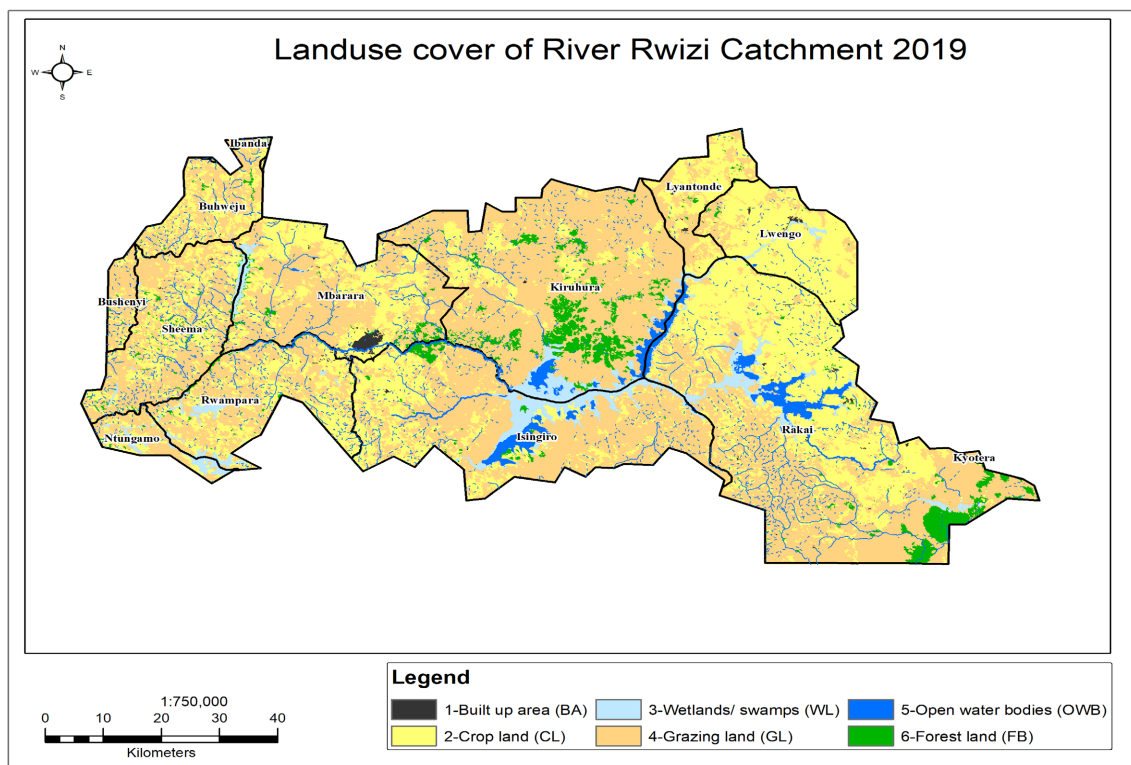 Landuse cover of River Rwizi Catchment 2019
N
W E
S
Ibanda
Lyantonde
Buhweju
Lwengo
Kiruhura
Mbarara
Bushenyi
Sheema
Rwampara
Rakai
Ntungamo
Isingiro
Kyotera
Legend
1:750,000
0 10 20 30 40
Kilometers
1-Built up area (BA)
3-Wetlands/ swamps (WL)
5-Open water bodies (OWB)
2-Crop land (CL)
4-Grazing land (GL)
6-Forest land (FB)